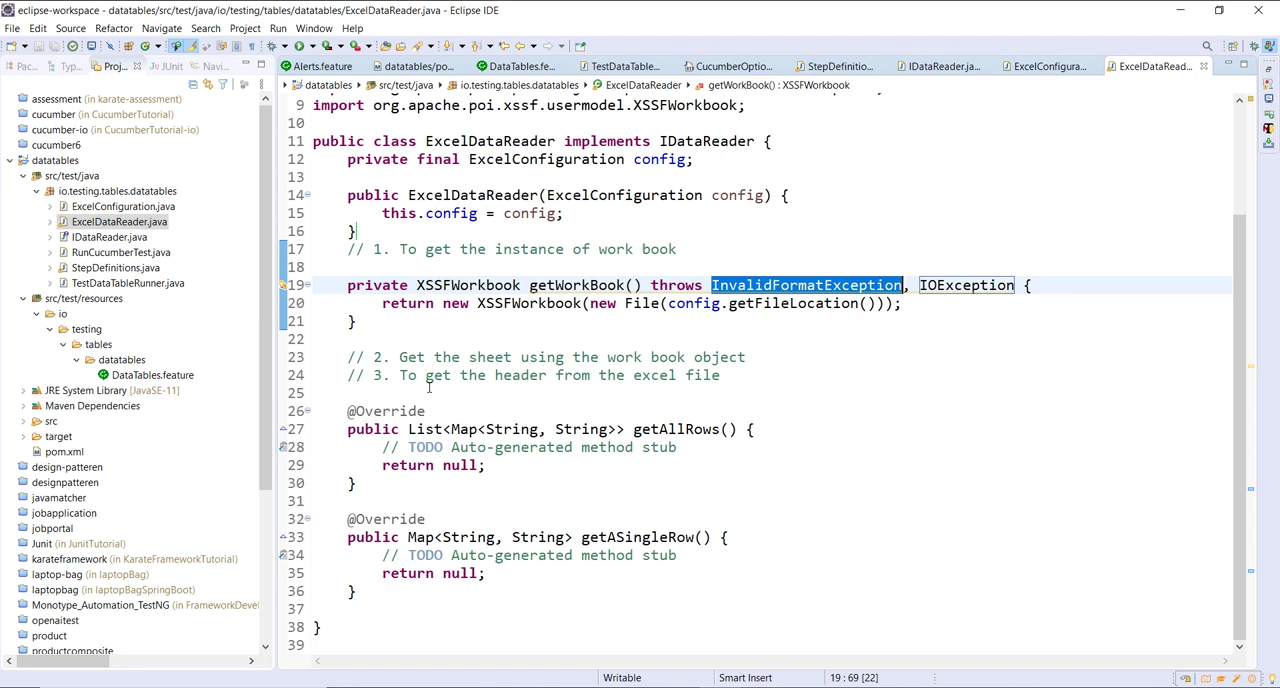 eclipse-workspace - datatables/src/test/java/io/testing/tables/datatables/ExcelDataReader.java - Eclipse IDE
File Edit Source Refactor Navigate Search Project Run Window Help
Pac... Typ... Proj... JUnit Navi...
Alerts.feature datatables/po... DataTables.fe... TestDataTable... CucumberOptio... StepDefinitio... IDataReader.ja... ExcelConfigura... ExcelDataRead...
datatables src/test/java io.testing.tables.datatables ExcelDataReader getWorkBook() : XSSFWorkbook
assessment (in karate-assessment)
cucumber (in CucumberTutorial)
cucumber-io (in CucumberTutorial-io)
cucumber6
datatables
src/test/java
io.testing.tables.datatables
ExcelConfiguration.java
ExcelDataReader.java
IDataReader.java
RunCucumberTest.java
StepDefinitions.java
TestDataTableRunner.java
src/test/resources
io
testing
tables
datatables
DataTables.feature
JRE System Library [JavaSE-11]
Maven Dependencies
src
target
pom.xml
design-patteren
designpatteren
javamatcher
jobapplication
jobportal
Junit (in JunitTutorial)
karateframework (in KarateFrameworkTutorial)
laptop-bag (in laptopBag)
laptopbag (in laptopBagSpringBoot)
Monotype_Automation_TestNG (in FrameworkDevel
openaitest
product
productcomposite
9 import org.apache.poi.xssf.usermodel.XSSFWorkbook;
10
11 public class ExcelDataReader implements IDataReader {
12 private final ExcelConfiguration config;
13
14 public ExcelDataReader(ExcelConfiguration config) {
15 this.config = config;
16 }
17 // 1. To get the instance of work book
18
19 private XSSFWorkbook getWorkBook() throws InvalidFormatException, IOException {
20 return new XSSFWorkbook(new File(config.getFileLocation()));
21 }
22
23 // 2. Get the sheet using the work book object
24 // 3. To get the header from the excel file
25
26 @Override
27 public List<Map<String, String>> getAllRows() {
28 // TODO Auto-generated method stub
29 return null;
30 }
31
32 @Override
33 public Map<String, String> getASingleRow() {
34 // TODO Auto-generated method stub
35 return null;
36 }
37
38 }
39
Writable Smart Insert 19 : 69 [22]